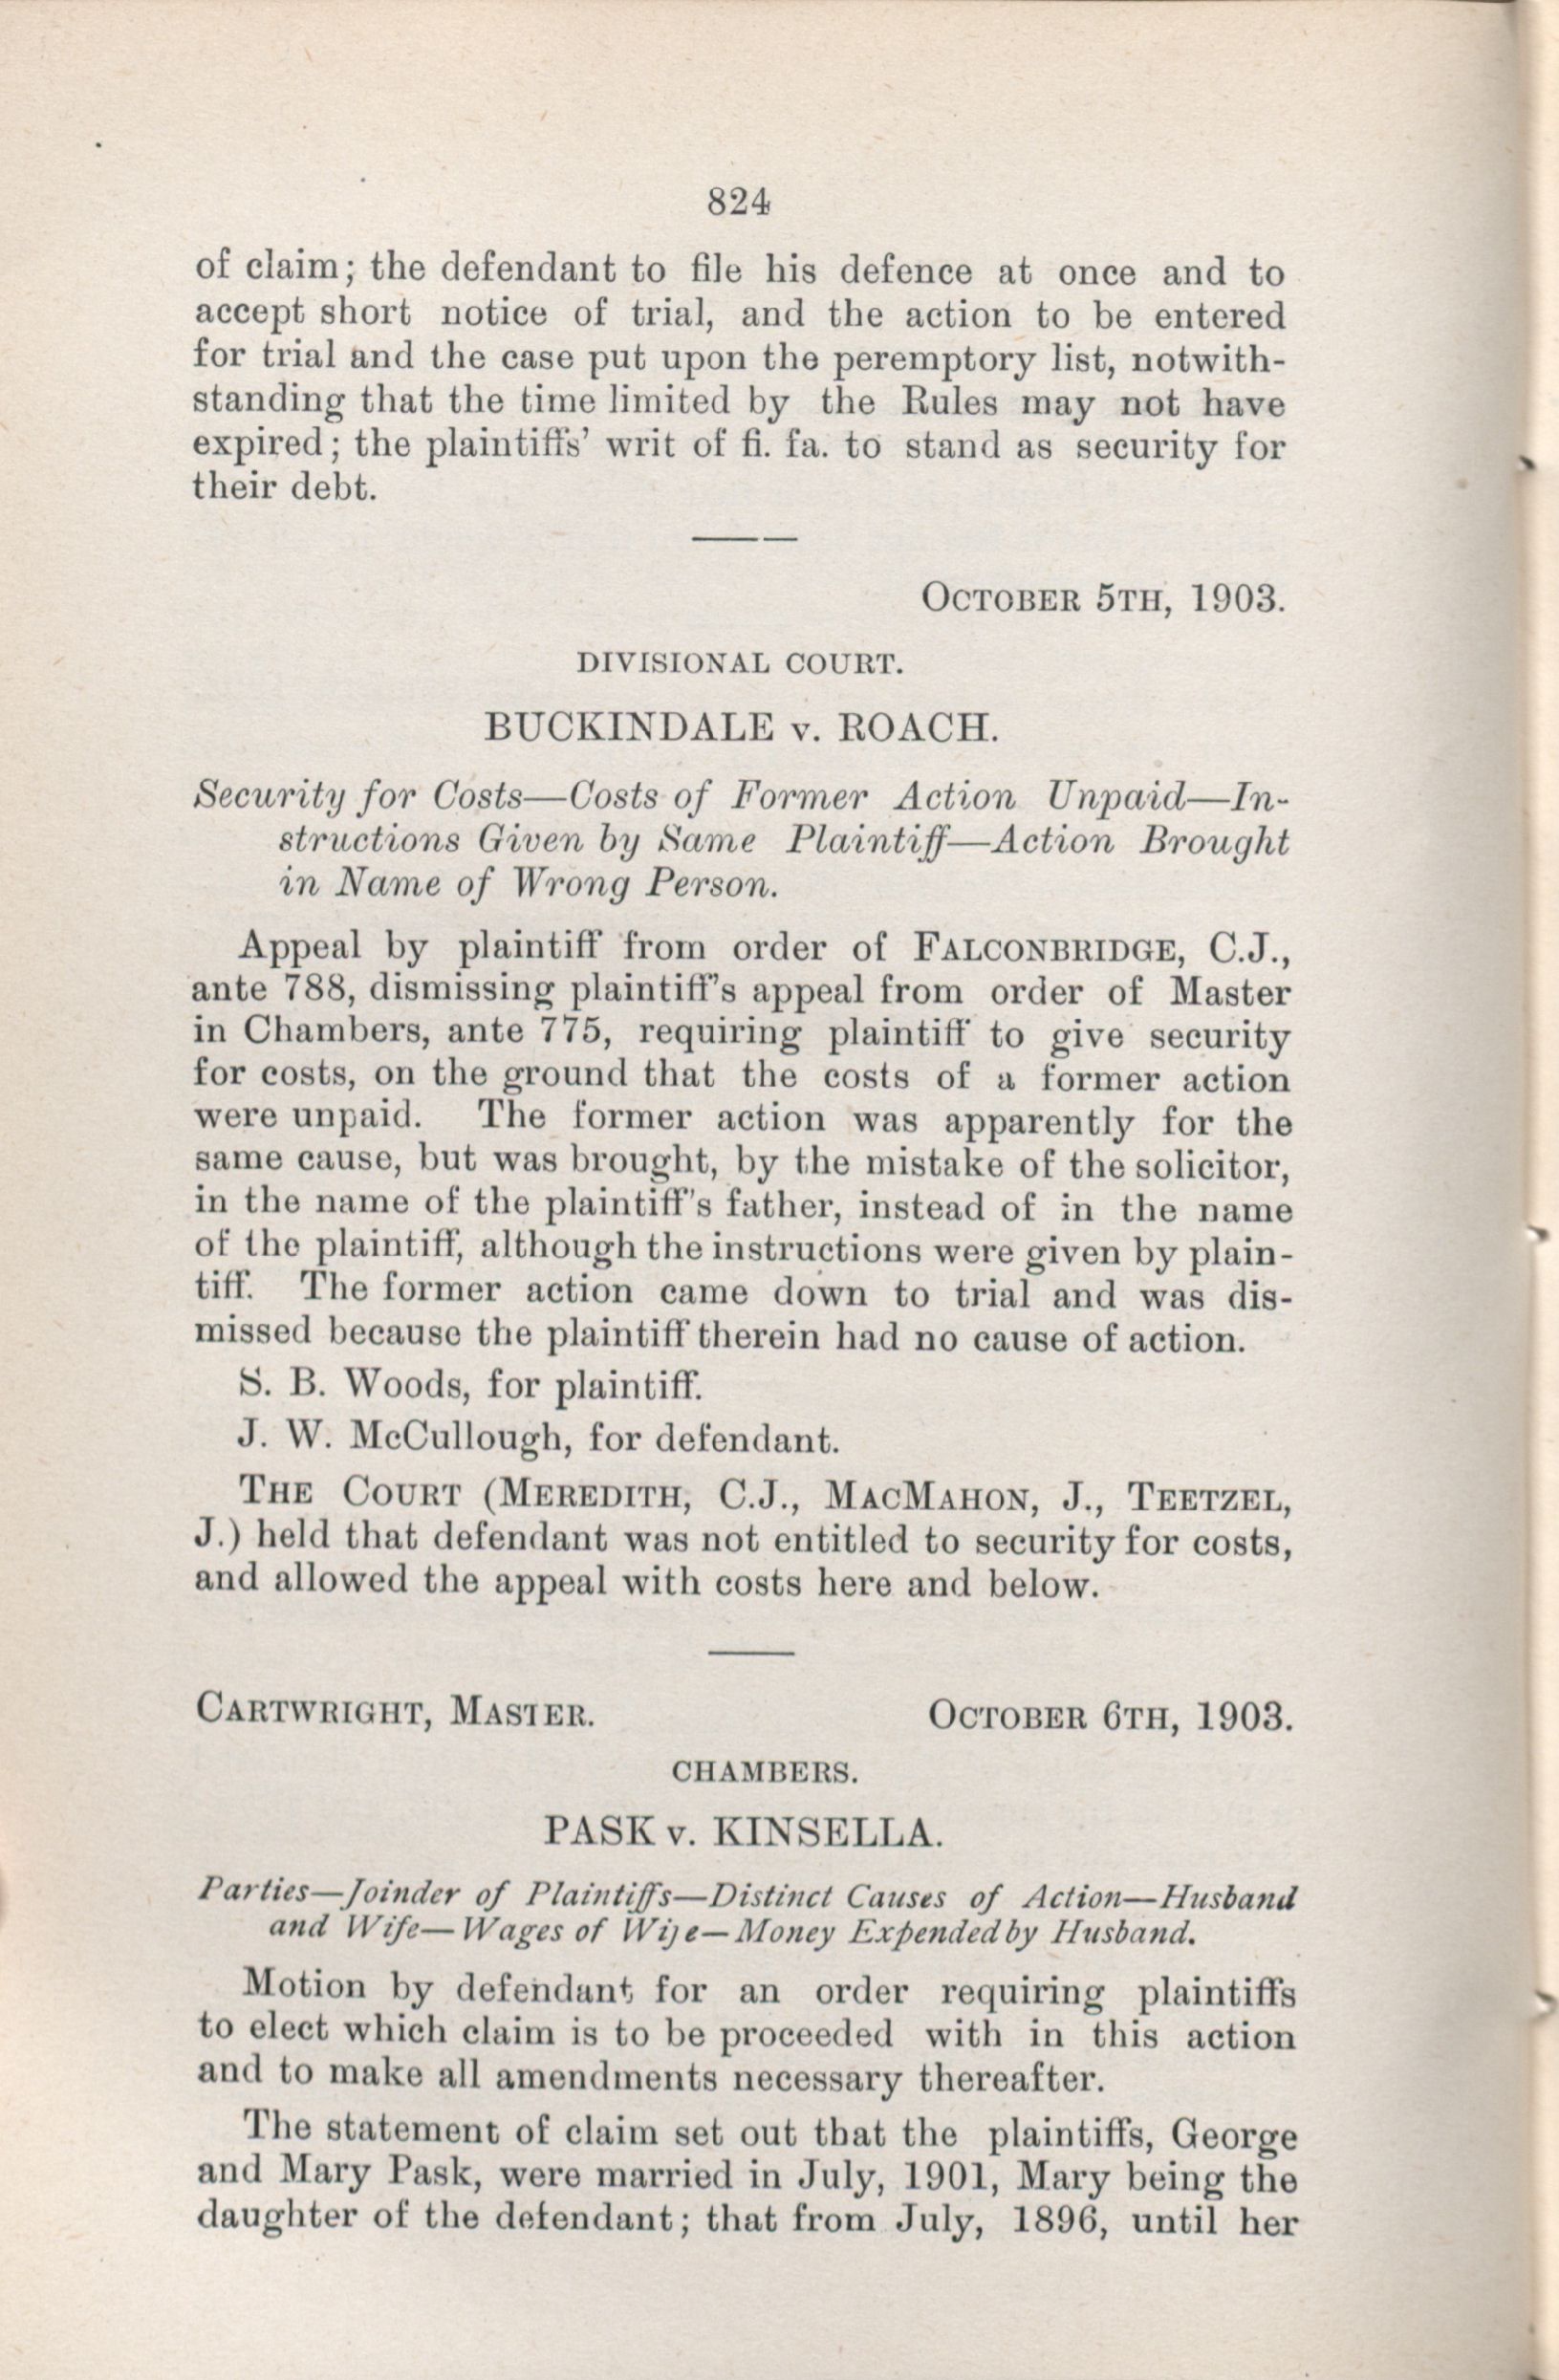 824
of claim; the defendant to file his defence at once and to
accept short notice of trial, and the action to be entered
for trial and the case put upon the peremptory list, notwith-
standing that the time limited by the Rules may not have
expired; the plaintiffs' writ of fi. fa. to stand as security for
their debt.
OCTOBER 5TH, 1903.
DIVISIONAL COURT.
BUCKINDALE v. ROACH.
Security for Costs—Costs of Former Action Unpaid—In-
structions Given by Same Plaintiff—Action Brought
in Name of Wrong Person.
Appeal by plaintiff from order of FALCONBRIDGE, C.J.,
ante 788, dismissing plaintiff's appeal from order of Master
in Chambers, ante 775, requiring plaintiff to give security
for costs, on the ground that the costs of a former action
were unpaid. The former action was apparently for the
same cause, but was brought, by the mistake of the solicitor,
in the name of the plaintiff's father, instead of in the name
of the plaintiff, although the instructions were given by plain-
tiff. The former action came down to trial and was dis-
missed because the plaintiff therein had no cause of action.
S. B. Woods, for plaintiff.
J. W. McCullough, for defendant.
THE COURT (MEREDITH, C.J., MACMAHON, J., TEETZEL,
J.) held that defendant was not entitled to security for costs,
and allowed the appeal with costs here and below.
CARTWRIGHT, MASTER. OCTOBER 6TH, 1903.
CHAMBERS.
PASK v. KINSELLA.
Parties—Joinder of Plaintiffs—Distinct Causes of Action—Husband
and Wife—Wages of Wife—Money Expended by Husband.
Motion by defendant for an order requiring plaintiffs
to elect which claim is to be proceeded with in this action
and to make all amendments necessary thereafter.
The statement of claim set out that the plaintiffs, George
and Mary Pask, were married in July, 1901, Mary being the
daughter of the defendant; that from July, 1896, until her